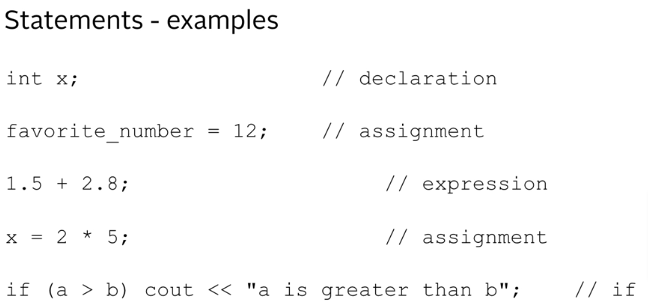 Statements - examples
int x; // declaration
favorite_number = 12; // assignment
1.5 + 2.8; // expression
x = 2 * 5; // assignment
if (a > b) cout << "a is greater than b"; // if